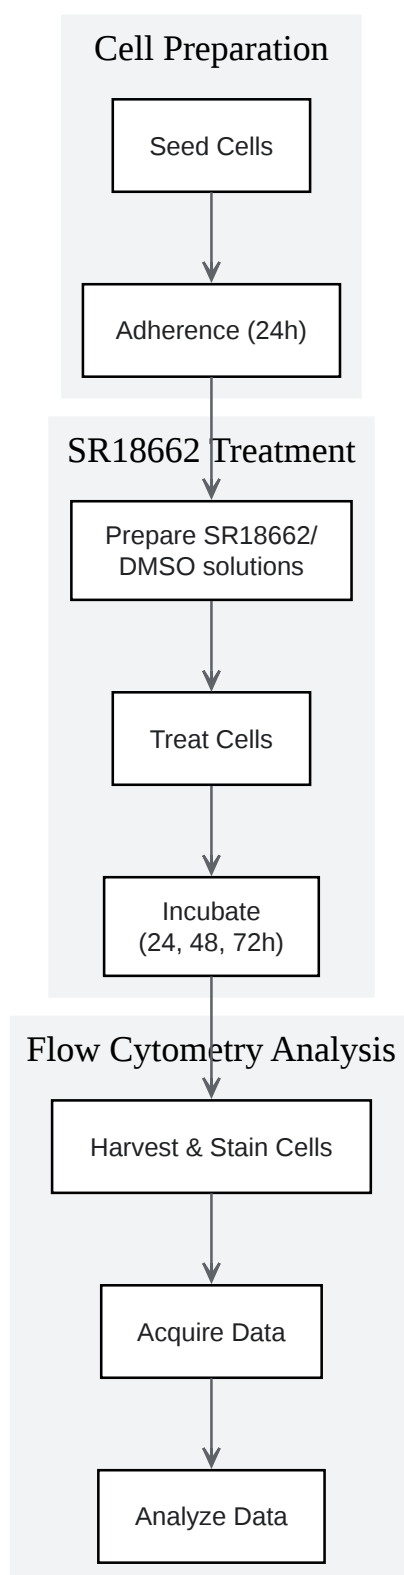 Cell Preparation
Seed Cells
Adherence (24h)
SR18662 Treatment
Prepare SR18662/
DMSO solutions
Treat Cells
Incubate
(24, 48, 72h)
Flow Cytometry Analysis
Harvest & Stain Cells
Acquire Data
Analyze Data